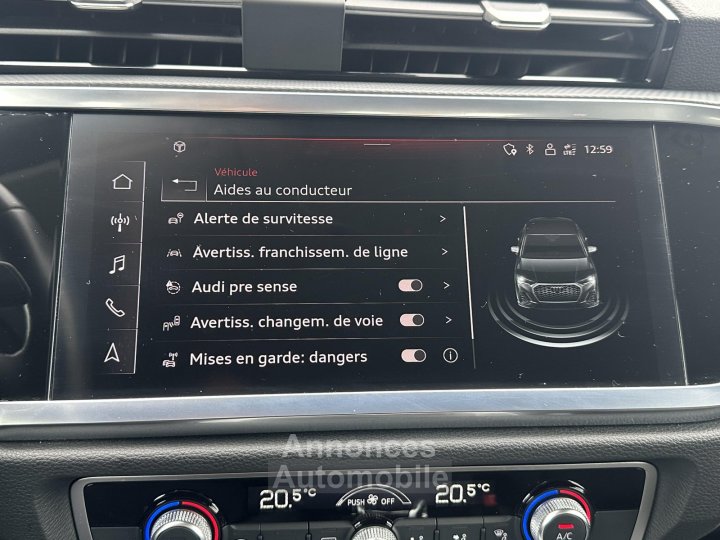 12:59
LTE
Véhicule
Aides au conducteur
Alerte de survitesse
Avertiss. franchissem. de ligne
Audi pre sense
Avertiss. changem. de voie
Mises en garde: dangers
Annonces
Automobile
20.5°C
PUSH OFF
20.5°C
A/C